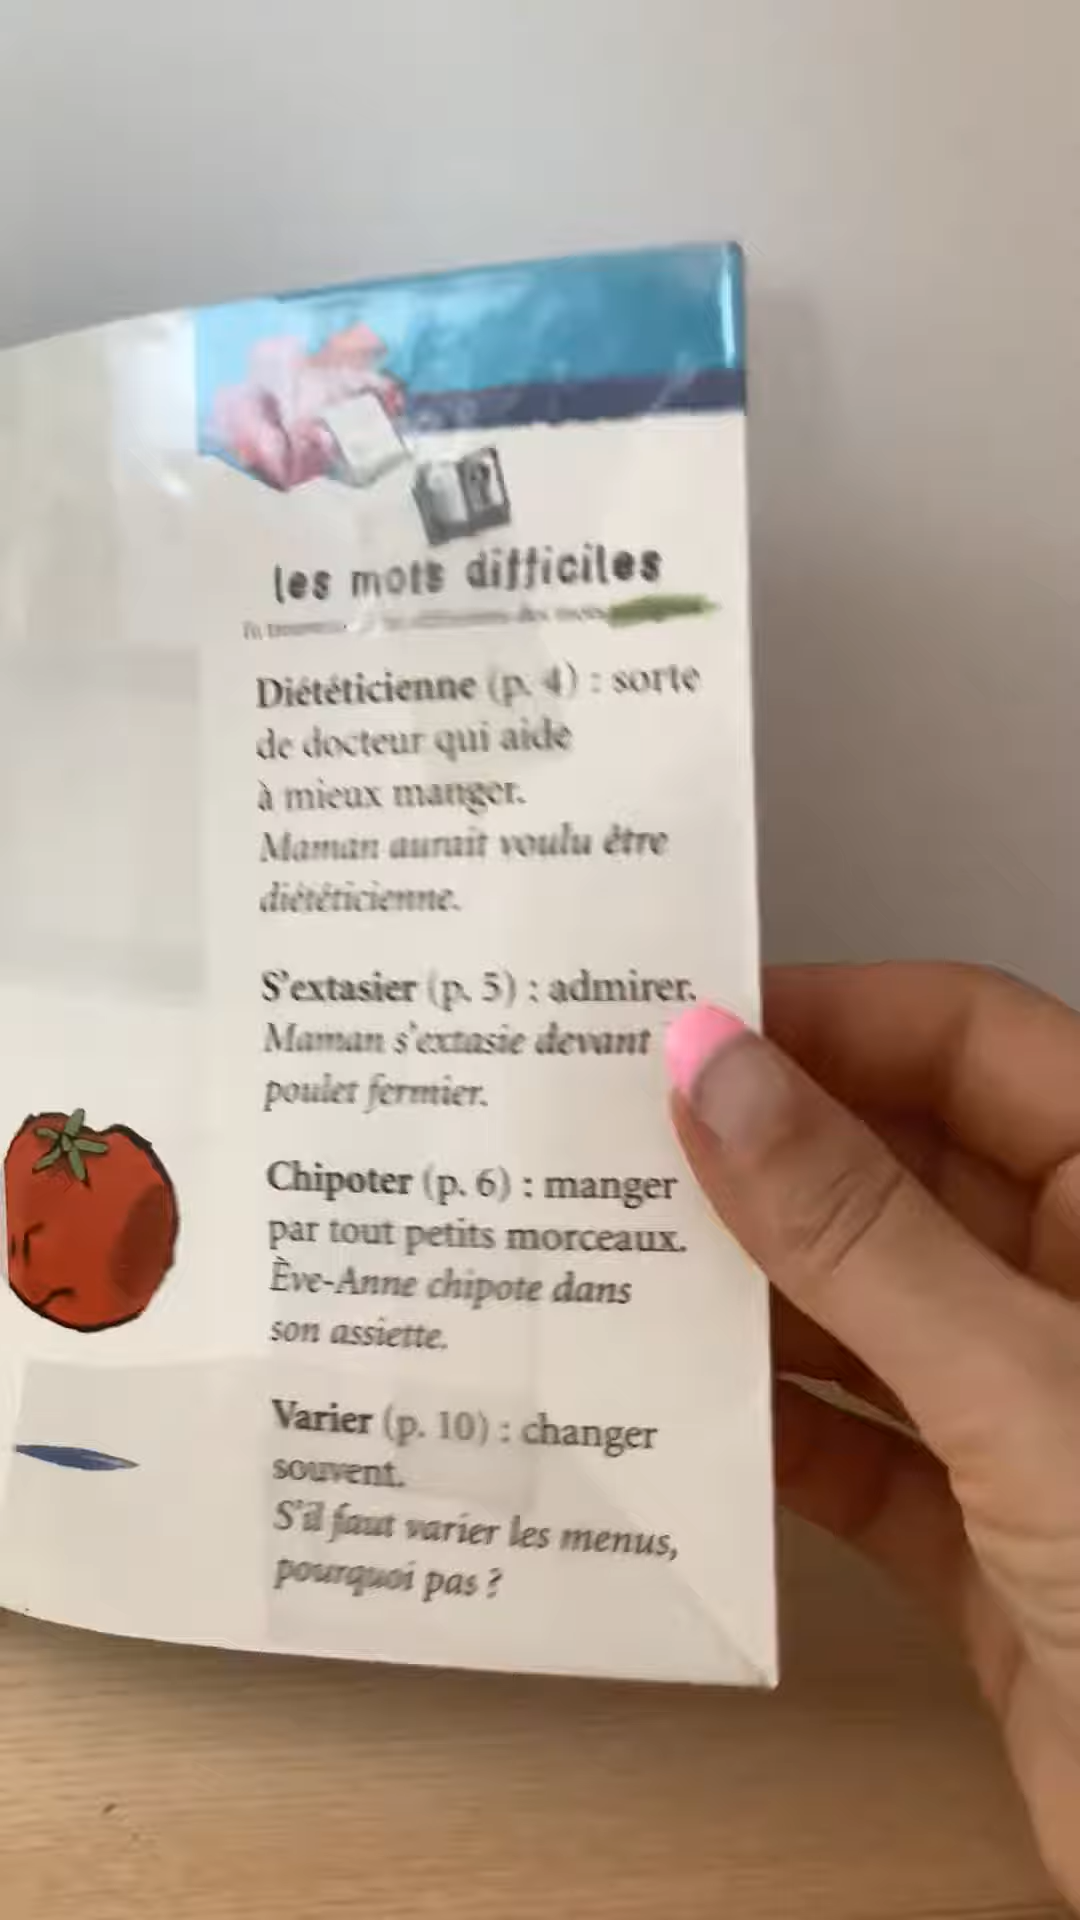 les mots difficiles
Diététicienne (p. 4) : sorte
de docteur qui aide
à mieux manger.
Maman aurait voulu être
diététicienne.
S'extasier (p. 5) : admirer.
Maman s'extasie devant
poulet fermier.
Chipoter (p. 6) : manger
par tout petits morceaux.
Ève-Anne chipote dans
son assiette.
Varier (p. 10) : changer
souvent.
S'il faut varier les menus,
pourquoi pas ?